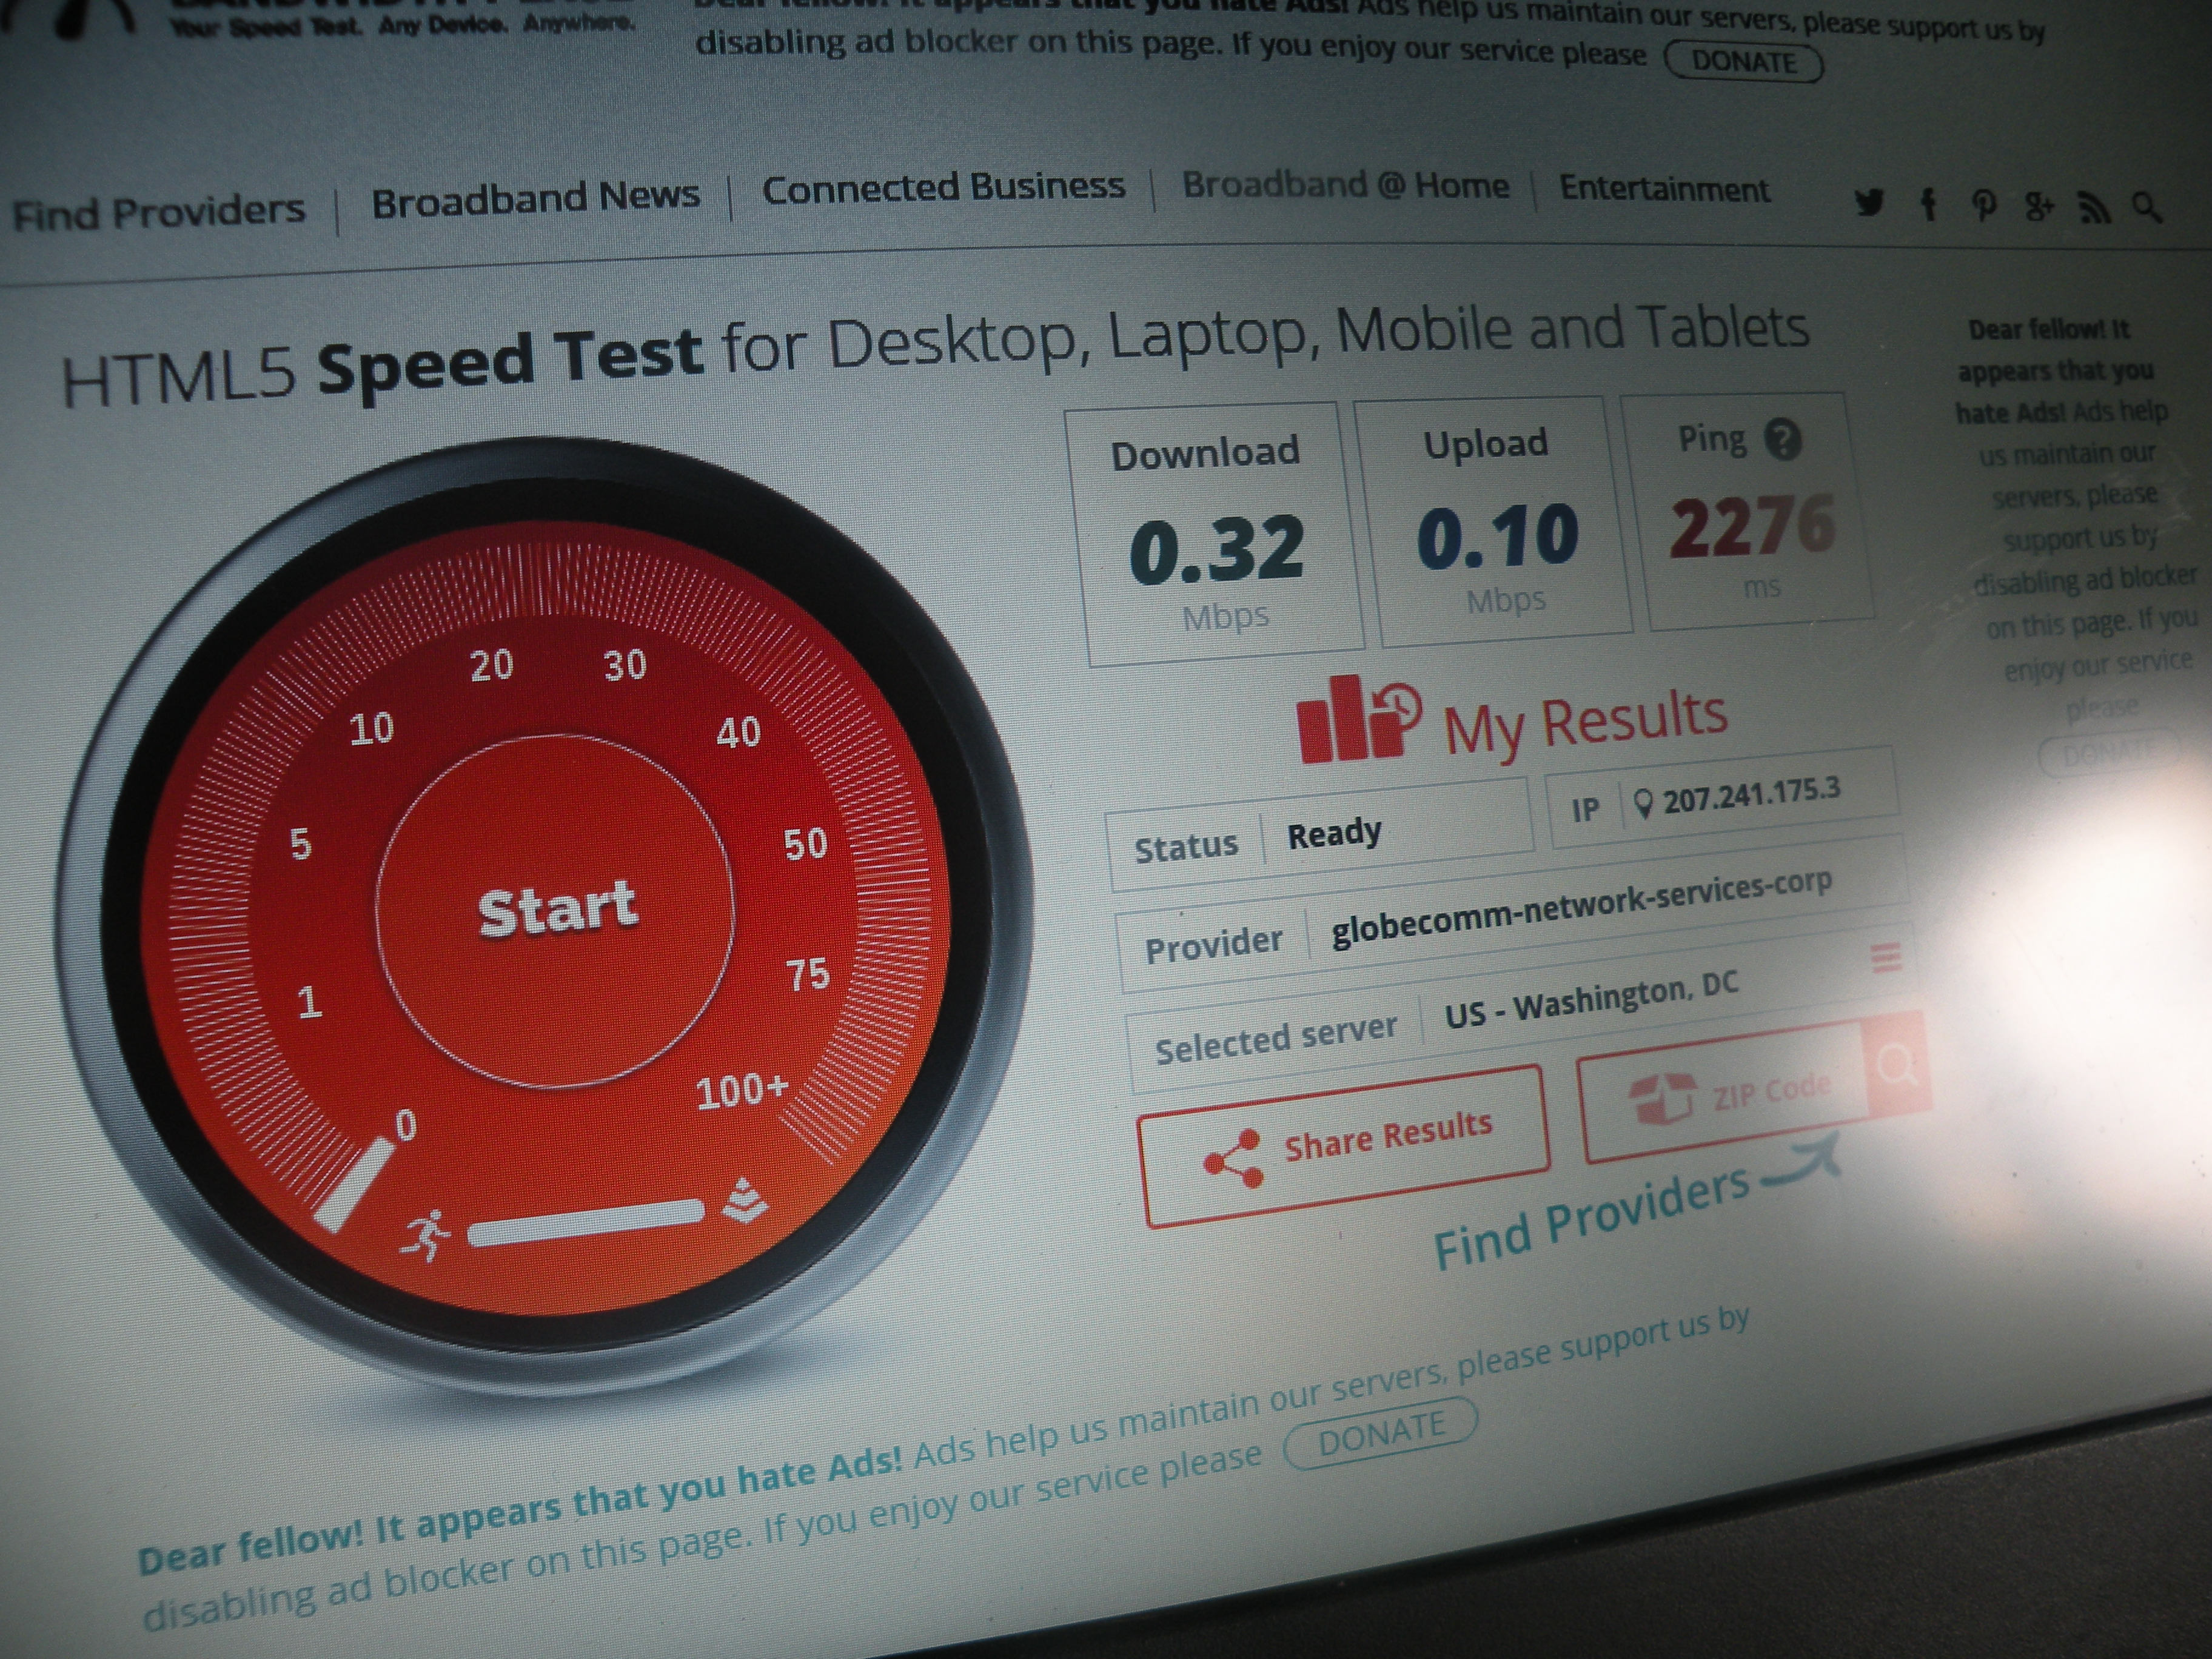 Your Speed Test. Any Device. Anywhere.
Dear fellow! It appears that you hate Ads! Ads help us maintain our servers, please support us by
disabling ad blocker on this page. If you enjoy our service please DONATE
Find Providers | Broadband News | Connected Business | Broadband @ Home | Entertainment
HTML5 Speed Test for Desktop, Laptop, Mobile and Tablets
20 30
10 40
5 50
Start
1 75
0 100+
Download
0.32
Mbps
Upload
0.10
Mbps
Ping ?
2276
ms
My Results
Status | Ready
IP | 207.241.175.3
Provider | globecomm-network-services-corp
Selected server | US - Washington, DC
Share Results
ZIP Code
Find Providers
Dear fellow! It
appears that you
hate Ads! Ads help
us maintain our
servers, please
support us by
disabling ad blocker
on this page. If you
enjoy our service
please
DONATE
Dear fellow! It appears that you hate Ads! Ads help us maintain our servers, please support us by
disabling ad blocker on this page. If you enjoy our service please DONATE